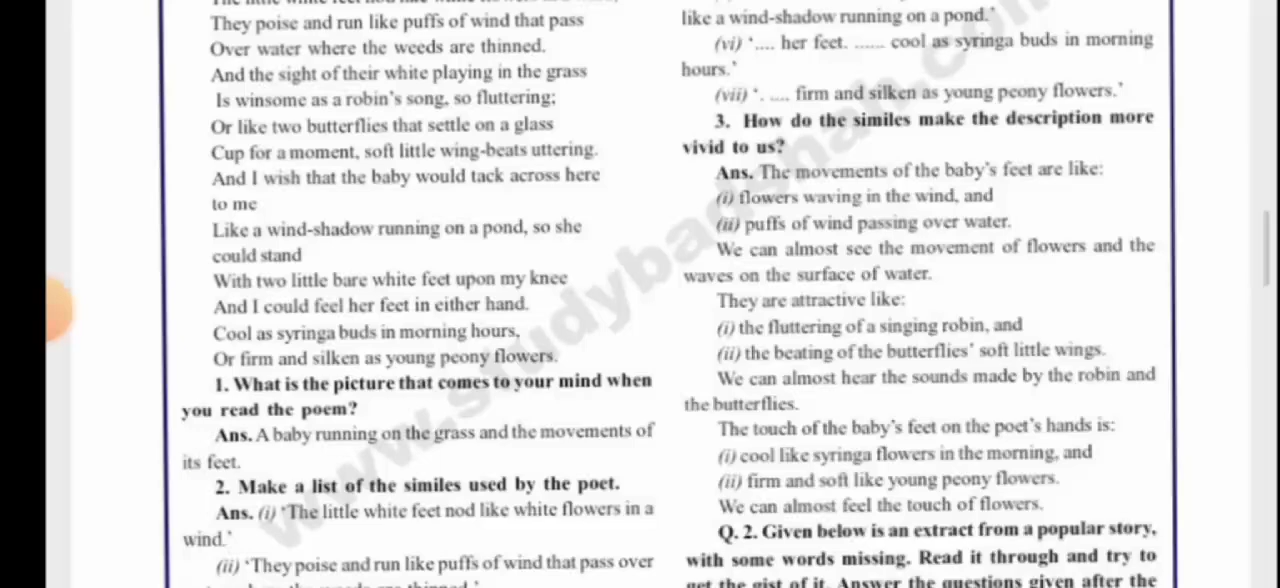 They poise and run like puffs of wind that pass
Over water where the weeds are thinned.
And the sight of their white playing in the grass
Is winsome as a robin's song, so fluttering;
Or like two butterflies that settle on a glass
Cup for a moment, soft little wing-beats uttering.
And I wish that the baby would tack across here
to me
Like a wind-shadow running on a pond, so she
could stand
With two little bare white feet upon my knee
And I could feel her feet in either hand.
Cool as syringa buds in morning hours,
Or firm and silken as young peony flowers.
1. What is the picture that comes to your mind when
you read the poem?
Ans. A baby running on the grass and the movements of
its feet.
2. Make a list of the similes used by the poet.
Ans. (i) 'The little white feet nod like white flowers in a
wind.'
(ii) 'They poise and run like puffs of wind that pass over
like a wind-shadow running on a pond.'
(vi) '.... her feet. ...... cool as syringa buds in morning
hours.'
(vii) '. .... firm and silken as young peony flowers.'
3. How do the similes make the description more
vivid to us?
Ans. The movements of the baby's feet are like:
(i) flowers waving in the wind, and
(ii) puffs of wind passing over water.
We can almost see the movement of flowers and the
waves on the surface of water.
They are attractive like:
(i) the fluttering of a singing robin, and
(ii) the beating of the butterflies' soft little wings.
We can almost hear the sounds made by the robin and
the butterflies.
The touch of the baby's feet on the poet's hands is:
(i) cool like syringa flowers in the morning, and
(ii) firm and soft like young peony flowers.
We can almost feel the touch of flowers.
Q. 2. Given below is an extract from a popular story,
with some words missing. Read it through and try to
get the gist of it. Answer the questions given after the
www.studybadshah.com